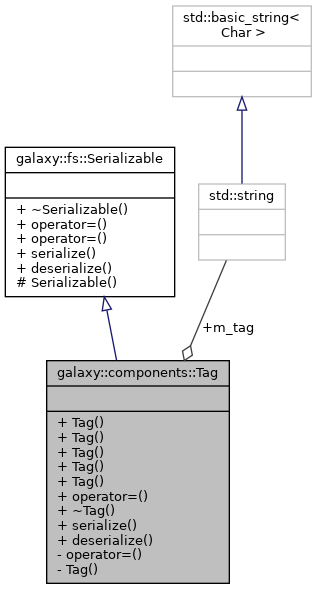 std::basic_string<
Char >
galaxy::fs::Serializable
+ ~Serializable()
+ operator=()
+ operator=()
+ serialize()
+ deserialize()
# Serializable()
std::string
+m_tag
galaxy::components::Tag
+ Tag()
+ Tag()
+ Tag()
+ Tag()
+ Tag()
+ operator=()
+ ~Tag()
+ serialize()
+ deserialize()
- operator=()
- Tag()